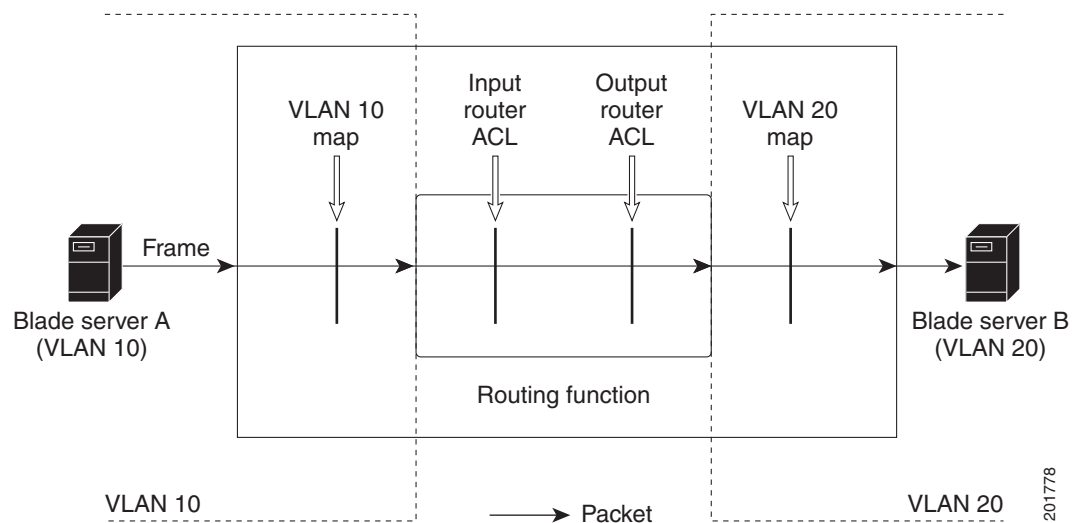 VLAN 10
map
Input
router
ACL
Output
router
ACL
VLAN 20
map
Frame
Blade server A
(VLAN 10)
Blade server B
(VLAN 20)
Routing function
VLAN 10
Packet
VLAN 20
201778